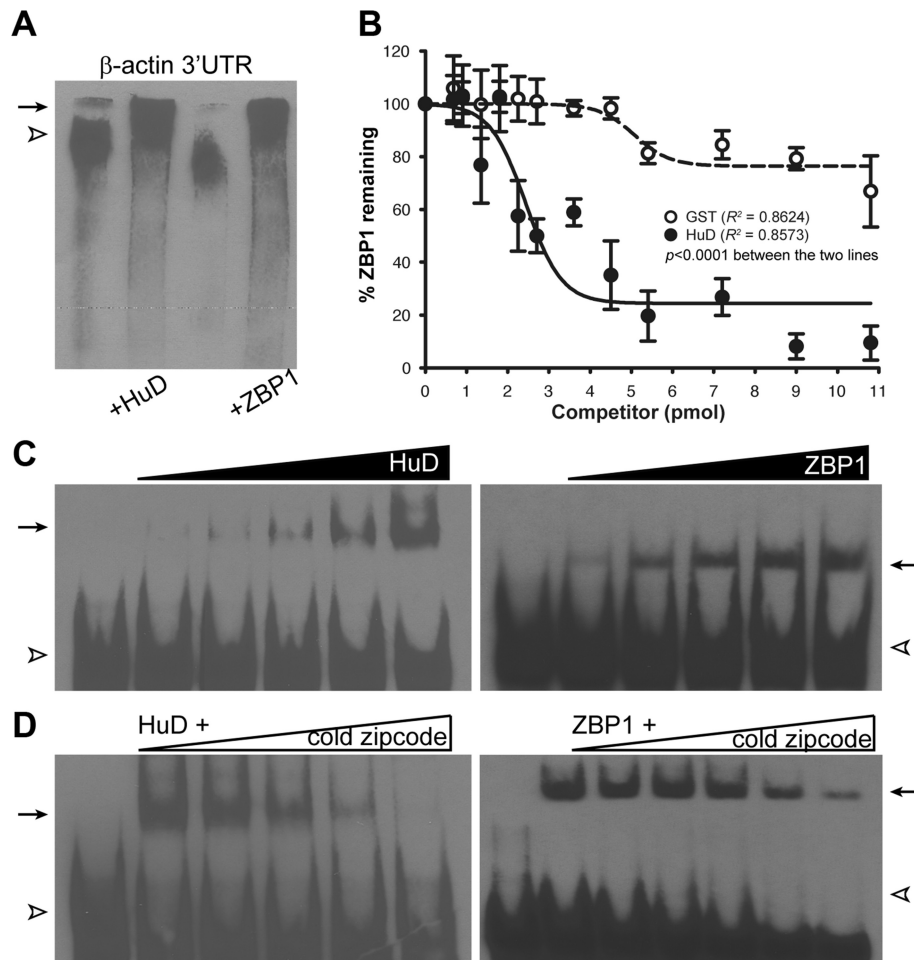 A
β-actin 3'UTR
+HuD
+ZBP1
B
120
100
80
60
40
20
0
% ZBP1 remaining
GST (R² = 0.8624)
HuD (R² = 0.8573)
p<0.0001 between the two lines
0 1 2 3 4 5 6 7 8 9 10 11
Competitor (pmol)
C
HuD
ZBP1
D
HuD +
cold zipcode
ZBP1 +
cold zipcode